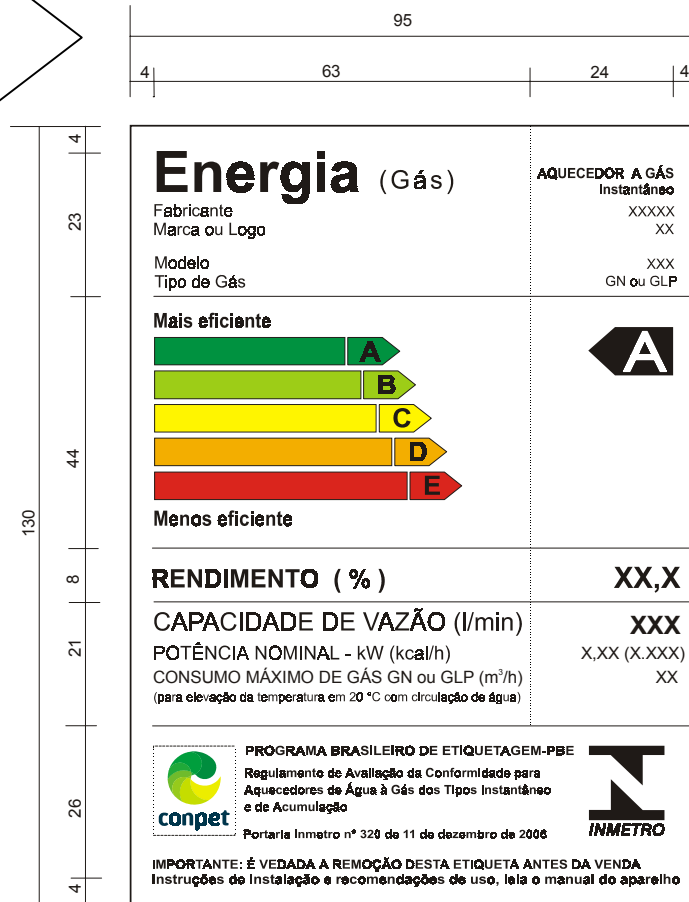 95
4 63 24 4
4
Energia (Gás) AQUECEDOR A GÁS
Instantâneo
Fabricante XXXXX
Marca ou Logo XX
23
Modelo XXX
Tipo de Gás GN ou GLP
Mais eficiente
A A
B
C
D
44
E
Menos eficiente
130
8
RENDIMENTO ( % ) XX,X
CAPACIDADE DE VAZÃO (l/min) XXX
21
POTÊNCIA NOMINAL - kW (kcal/h) X,XX (X.XXX)
CONSUMO MÁXIMO DE GÁS GN ou GLP (m³/h) XX
(para elevação da temperatura em 20 °C com circulação de água)
PROGRAMA BRASILEIRO DE ETIQUETAGEM-PBE
Regulamento de Avaliação da Conformidade para
Aquecedores de Água à Gás dos Tipos Instantâneo
e de Acumulação
26
conpet
Portaria Inmetro nº 320 de 11 de dezembro de 2006
INMETRO
IMPORTANTE: É VEDADA A REMOÇÃO DESTA ETIQUETA ANTES DA VENDA
Instruções de Instalação e recomendações de uso, leia o manual do aparelho
4